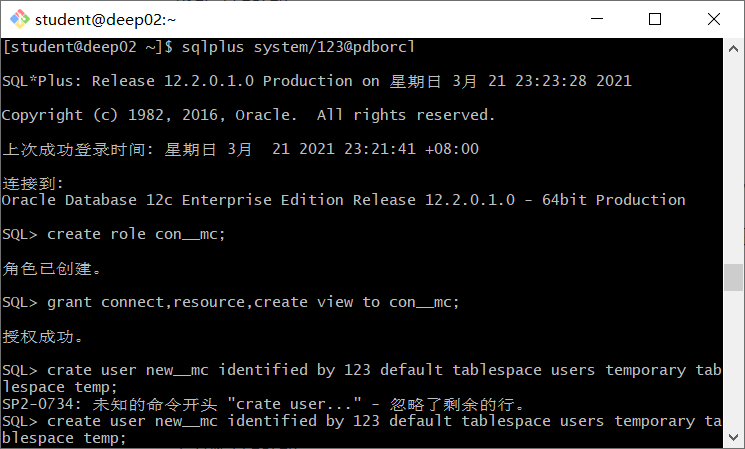 student@deep02:~
[student@deep02 ~]$ sqlplus system/123@pdborcl
SQL*Plus: Release 12.2.0.1.0 Production on 星期日 3月 21 23:23:28 2021
Copyright (c) 1982, 2016, Oracle.  All rights reserved.
上次成功登录时间: 星期日 3月  21 2021 23:21:41 +08:00
连接到:
Oracle Database 12c Enterprise Edition Release 12.2.0.1.0 - 64bit Production
SQL> create role con__mc;
角色已创建。
SQL> grant connect,resource,create view to con__mc;
授权成功。
SQL> crate user new__mc identified by 123 default tablespace users temporary tab
lespace temp;
SP2-0734: 未知的命令开头 "crate user..." - 忽略了剩余的行。
SQL> create user new__mc identified by 123 default tablespace users temporary ta
blespace temp;